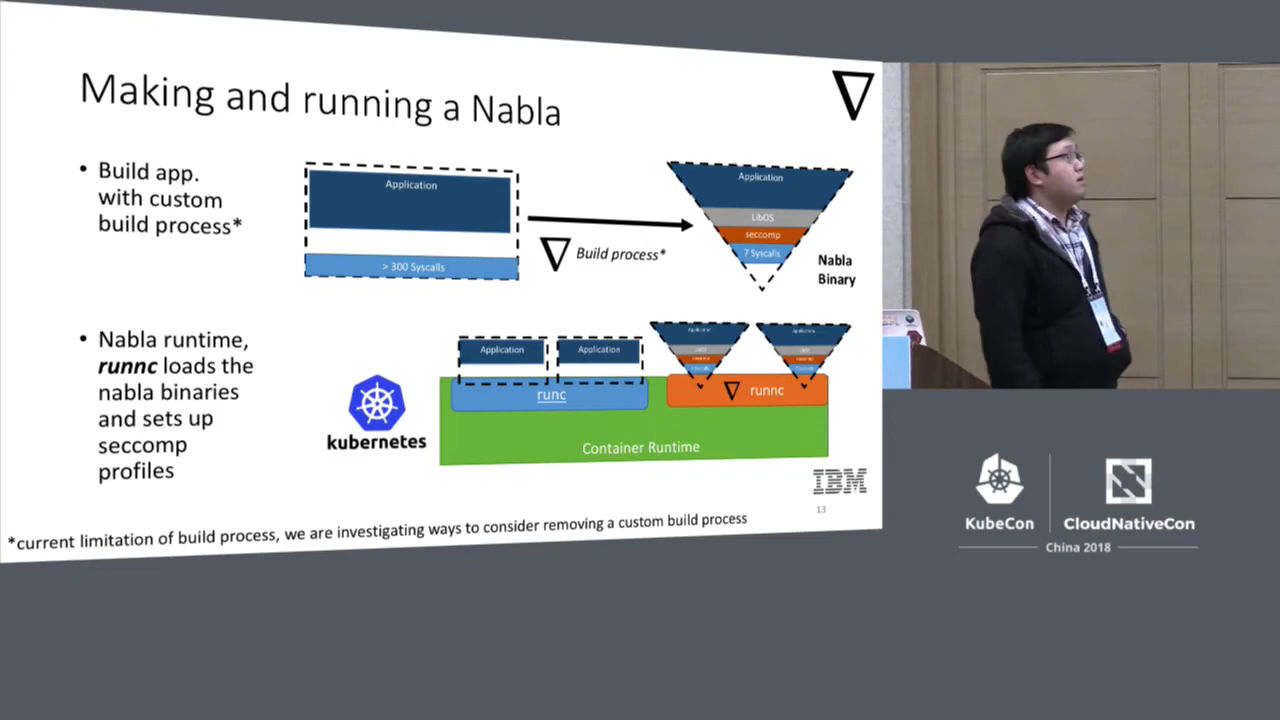 Making and running a Nabla
• Build app.
with custom
build process*
Application
> 300 Syscalls
Build process*
Application
LibOS
seccomp
7 Syscalls
Nabla
Binary
• Nabla runtime,
runnc loads the
nabla binaries
and sets up
seccomp
profiles
kubernetes
Application
Application
runc
runnc
Container Runtime
IBM
13
*current limitation of build process, we are investigating ways to consider removing a custom build process
KubeCon
CloudNativeCon
China 2018